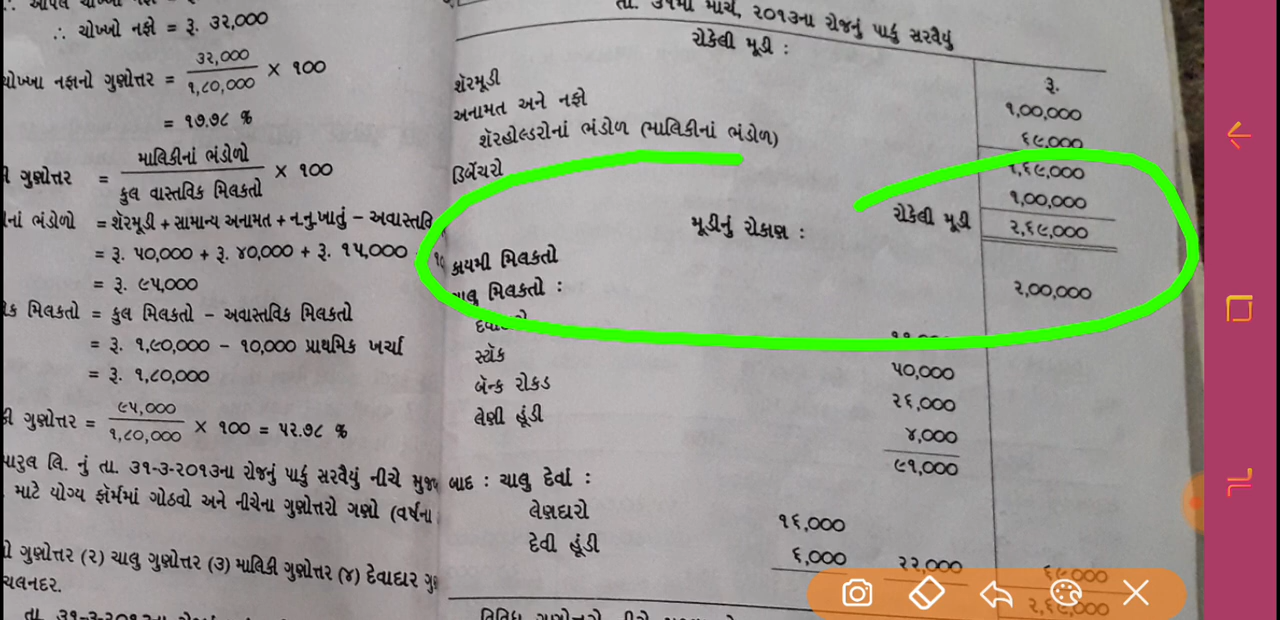 ∴ ચોખ્ખો નફો = રૂ. ૩૨,૦૦૦
ચોખ્ખા નફાનો ગુણોત્તર = ૩૨,૦૦૦ / ૧,૮૦,૦૦૦ × ૧૦૦
= ૧૭.૭૮ %
ગુણોત્તર = માલિકીનાં ભંડોળો / કુલ વાસ્તવિક મિલકતો × ૧૦૦
નાં ભંડોળો = શૅરમૂડી + સામાન્ય અનામત + ન.નુ.ખાતું – અવાસ્તવિ
= રૂ. ૫૦,૦૦૦ + રૂ. ૪૦,૦૦૦ + રૂ. ૧૫,૦૦૦
= રૂ. ૯૫,૦૦૦
ક મિલકતો = કુલ મિલકતો – અવાસ્તવિક મિલકતો
= રૂ. ૧,૯૦,૦૦૦ – ૧૦,૦૦૦ પ્રાથમિક ખર્ચા
= રૂ. ૧,૮૦,૦૦૦
કી ગુણોત્તર = ૯૫,૦૦૦ / ૧,૮૦,૦૦૦ × ૧૦૦ = ૫૨.૭૮ %
પારુલ લિ. નું તા. ૩૧-૩-૨૦૧૩ના રોજનું પાકું સરવૈયું નીચે મુજબ
માટે યોગ્ય ફૉર્મમાં ગોઠવો અને નીચેના ગુણોત્તરો ગણો (વર્ષના
ગુણોત્તર (૨) ચાલુ ગુણોત્તર (૩) માલિકી ગુણોત્તર (૪) દેવાદાર ગુ
ચલનદર.
તા. ૩૧મી માર્ચ, ૨૦૧૩ના રોજનું પાકું સરવૈયું
રોકેલી મૂડી :
રૂ.
શૅરમૂડી ૧,૦૦,૦૦૦
અનામત અને નફો ૬૯,૦૦૦
શૅરહોલ્ડરોનાં ભંડોળ (માલિકીનાં ભંડોળ) ૧,૬૯,૦૦૦
ડિબેંચરો ૧,૦૦,૦૦૦
રોકેલી મૂડી ૨,૬૯,૦૦૦
મૂડીનું રોકાણ :
કાયમી મિલકતો ૨,૦૦,૦૦૦
ચાલુ મિલકતો :
સ્ટૉક ૫૦,૦૦૦
બૅન્ક રોકડ ૨૬,૦૦૦
લેણી હૂંડી ૪,૦૦૦
૯૧,૦૦૦
બાદ : ચાલુ દેવાં :
લેણદારો ૧૬,૦૦૦
દેવી હૂંડી ૬,૦૦૦ ૨૨,૦૦૦ ૬૯,૦૦૦
૨,૬૯,૦૦૦